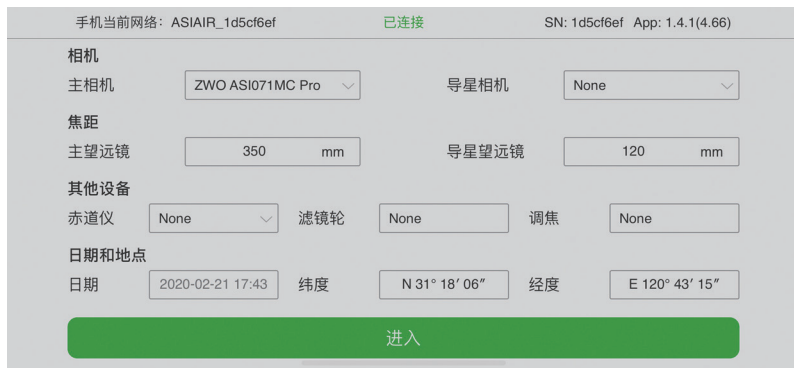 手机当前网络：ASIAIR_1d5cf6ef 已连接 SN: 1d5cf6ef App: 1.4.1(4.66)
相机
主相机 ZWO ASI071MC Pro 导星相机 None
焦距
主望远镜 350 mm 导星望远镜 120 mm
其他设备
赤道仪 None 滤镜轮 None 调焦 None
日期和地点
日期 2020-02-21 17:43 纬度 N 31° 18′ 06″ 经度 E 120° 43′ 15″
进入